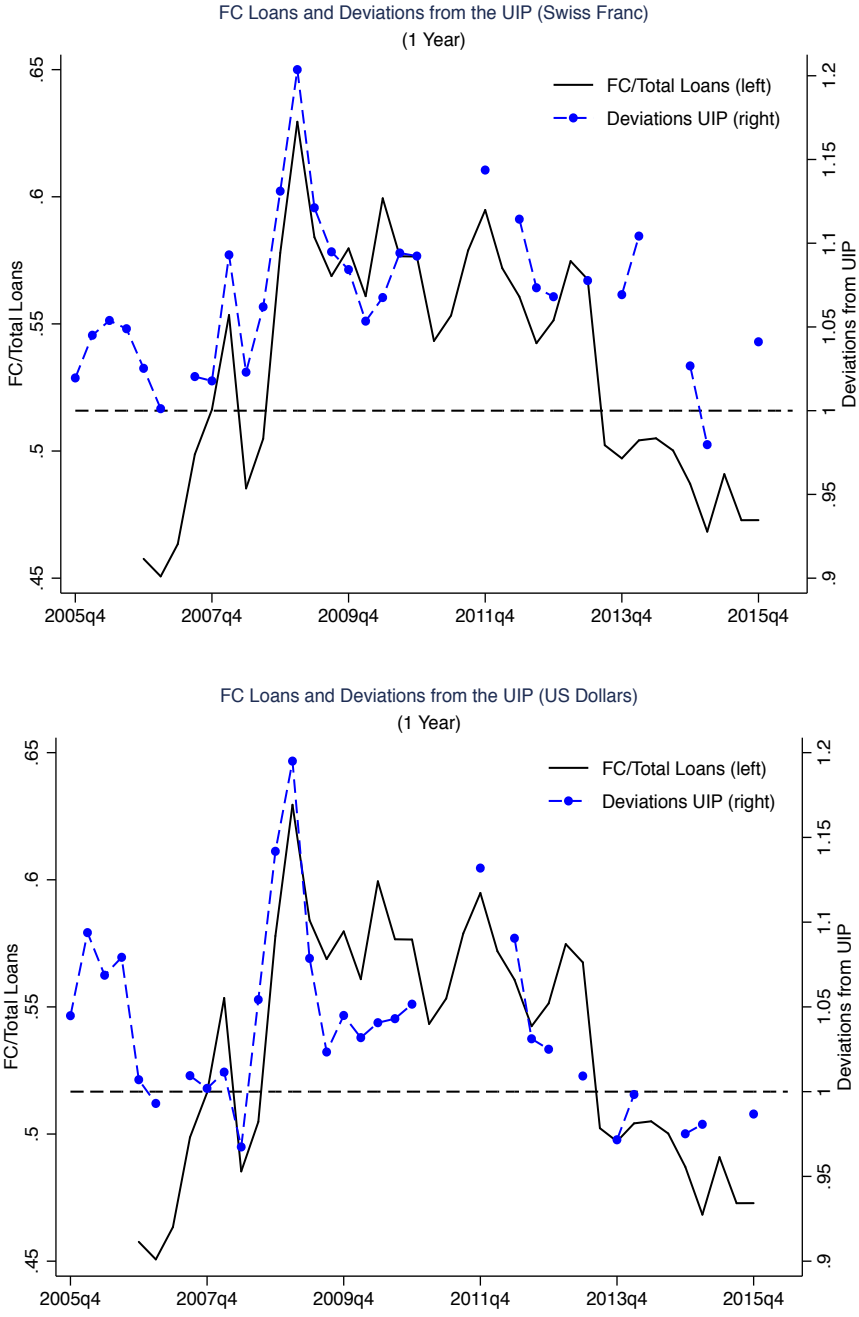 FC Loans and Deviations from the UIP (Swiss Franc)
(1 Year)
FC/Total Loans (left)
Deviations UIP (right)
FC/Total Loans
.65
.6
.55
.5
.45
1.2
1.15
1.1
1.05
1
.95
.9
Deviations from UIP
2005q4 2007q4 2009q4 2011q4 2013q4 2015q4
FC Loans and Deviations from the UIP (US Dollars)
(1 Year)
FC/Total Loans (left)
Deviations UIP (right)
FC/Total Loans
.65
.6
.55
.5
.45
1.2
1.15
1.1
1.05
1
.95
.9
Deviations from UIP
2005q4 2007q4 2009q4 2011q4 2013q4 2015q4